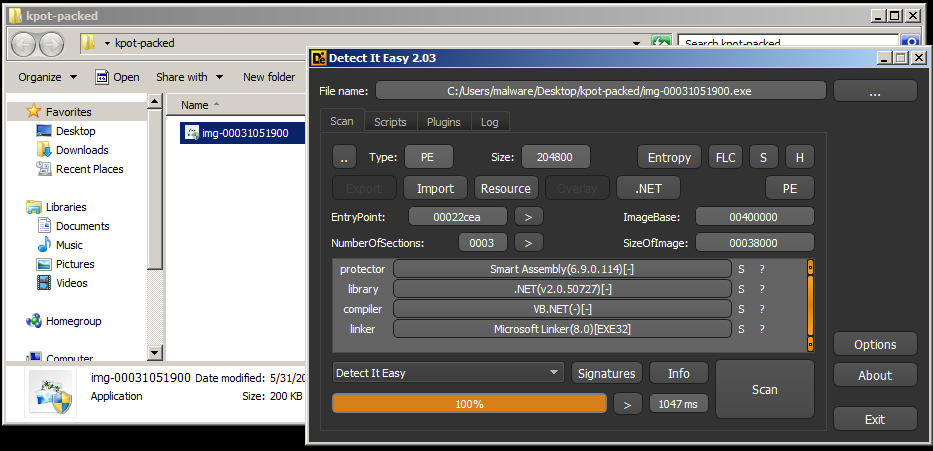 kpot-packed
kpot-packed
Search kpot-packed
Organize
Open
Share with
New folder
Favorites
Desktop
Downloads
Recent Places
Libraries
Documents
Music
Pictures
Videos
Homegroup
Computer
Name
img-00031051900
img-00031051900 Date modified: 5/31/20
Application Size: 200 KB
Detect It Easy 2.03
File name: C:/Users/malware/Desktop/kpot-packed/img-00031051900.exe ...
Scan Scripts Plugins Log
.. Type: PE Size: 204800 Entropy FLC S H
Export Import Resource Overlay .NET PE
EntryPoint: 00022cea > ImageBase: 00400000
NumberOfSections: 0003 > SizeOfImage: 00038000
protector Smart Assembly(6.9.0.114)[-] S ?
library .NET(v2.0.50727)[-] S ?
compiler VB.NET(-)[-] S ?
linker Microsoft Linker(8.0)[EXE32] S ?
Detect It Easy Signatures Info Scan
100% > 1047 ms
Options
About
Exit